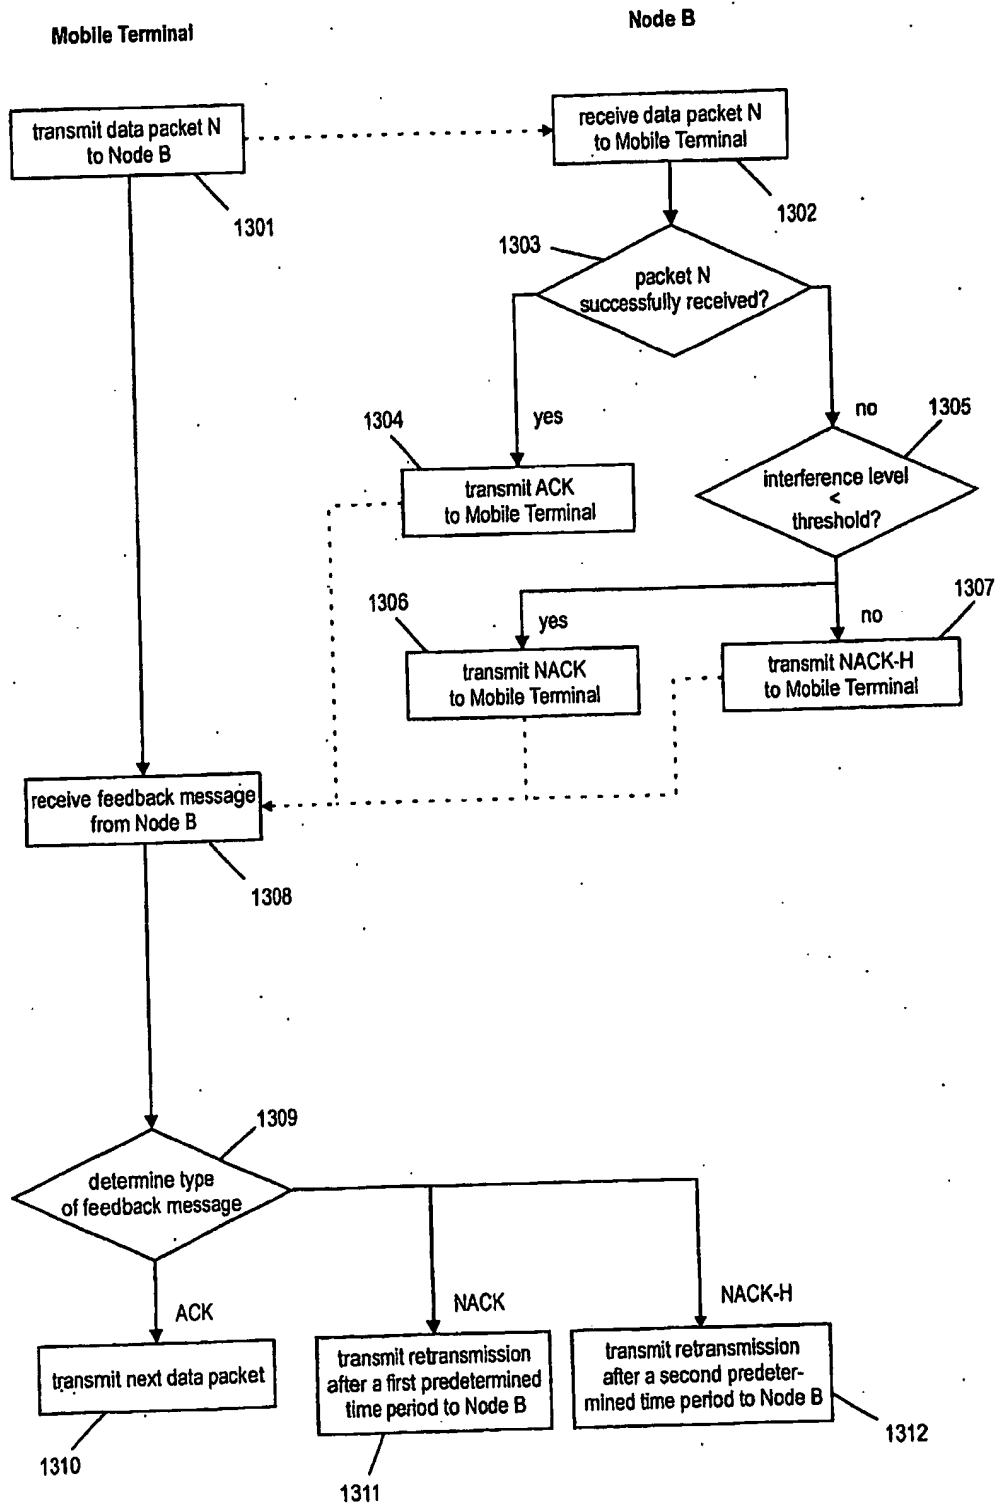 Mobile Terminal
Node B
transmit data packet N
to Node B
1301
receive data packet N
to Mobile Terminal
1302
1303
packet N
successfully received?
yes
no
1304
transmit ACK
to Mobile Terminal
1305
interference level
<
threshold?
1306
yes
transmit NACK
to Mobile Terminal
no
1307
transmit NACK-H
to Mobile Terminal
receive feedback message
from Node B
1308
1309
determine type
of feedback message
ACK
NACK
NACK-H
transmit next data packet
1310
transmit retransmission
after a first predetermined
time period to Node B
1311
transmit retransmission
after a second predeter-
mined time period to Node B
1312